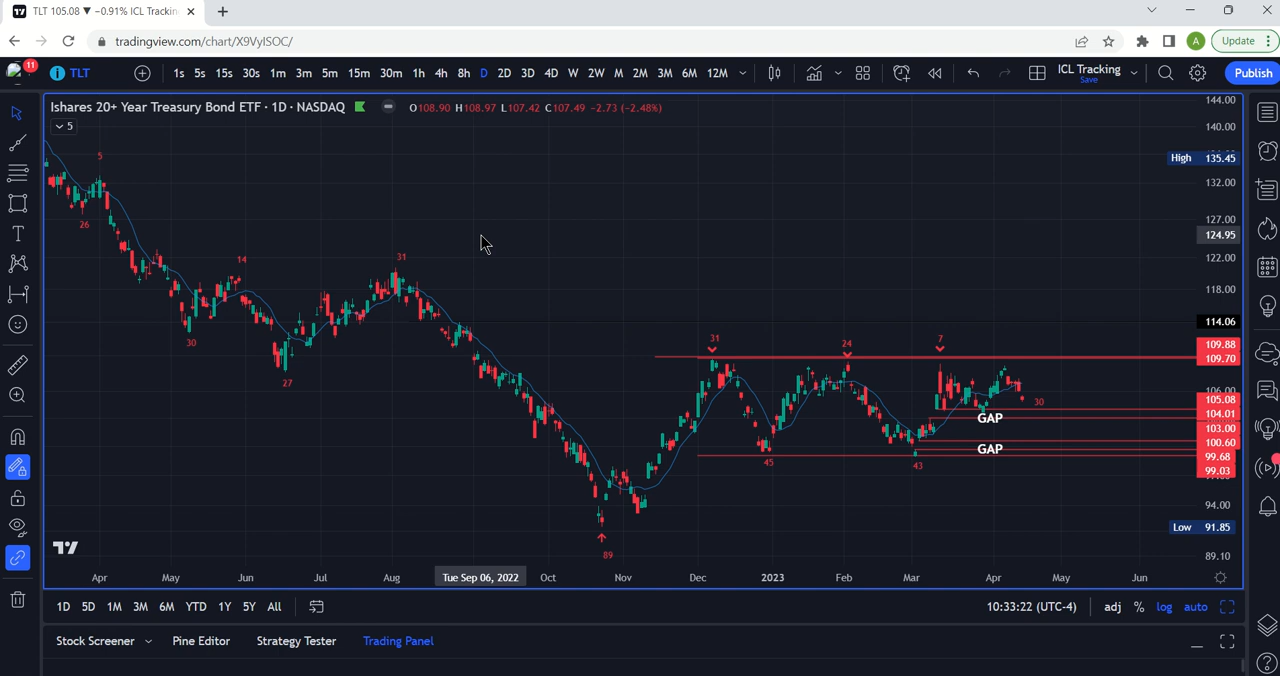 TLT 105.08 ▼ −0.91% ICL Trackin
tradingview.com/chart/X9VyISOC/
A
Update
11
TLT
1s 5s 15s 30s 1m 3m 5m 15m 30m 1h 4h 8h D 2D 3D 4D W 2W M 2M 3M 6M 12M
ICL Tracking
Save
Publish
Ishares 20+ Year Treasury Bond ETF · 1D · NASDAQ
O108.90 H108.97 L107.42 C107.49 −2.73 (−2.48%)
5
144.00
140.00
High 135.45
132.00
127.00
124.95
122.00
118.00
114.06
109.88
109.70
106.00
105.08
104.01
103.00
100.60
99.68
99.03
94.00
Low 91.85
89.10
5
26
14
31
30
27
31
24
7
30
GAP
GAP
45
43
89
Apr May Jun Jul Aug Tue Sep 06, 2022 Oct Nov Dec 2023 Feb Mar Apr May Jun
1D 5D 1M 3M 6M YTD 1Y 5Y All
10:33:22 (UTC-4) adj % log auto
Stock Screener Pine Editor Strategy Tester Trading Panel